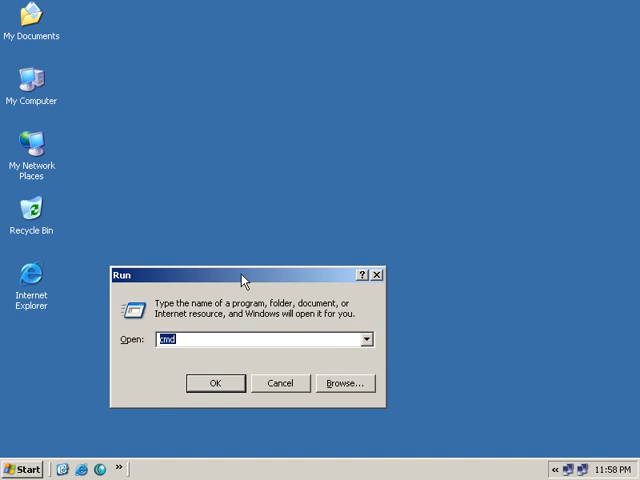 My Documents
My Computer
My Network
Places
Recycle Bin
Internet
Explorer
Run
Type the name of a program, folder, document, or
Internet resource, and Windows will open it for you.
Open:
cmd
OK
Cancel
Browse...
Start
11:58 PM